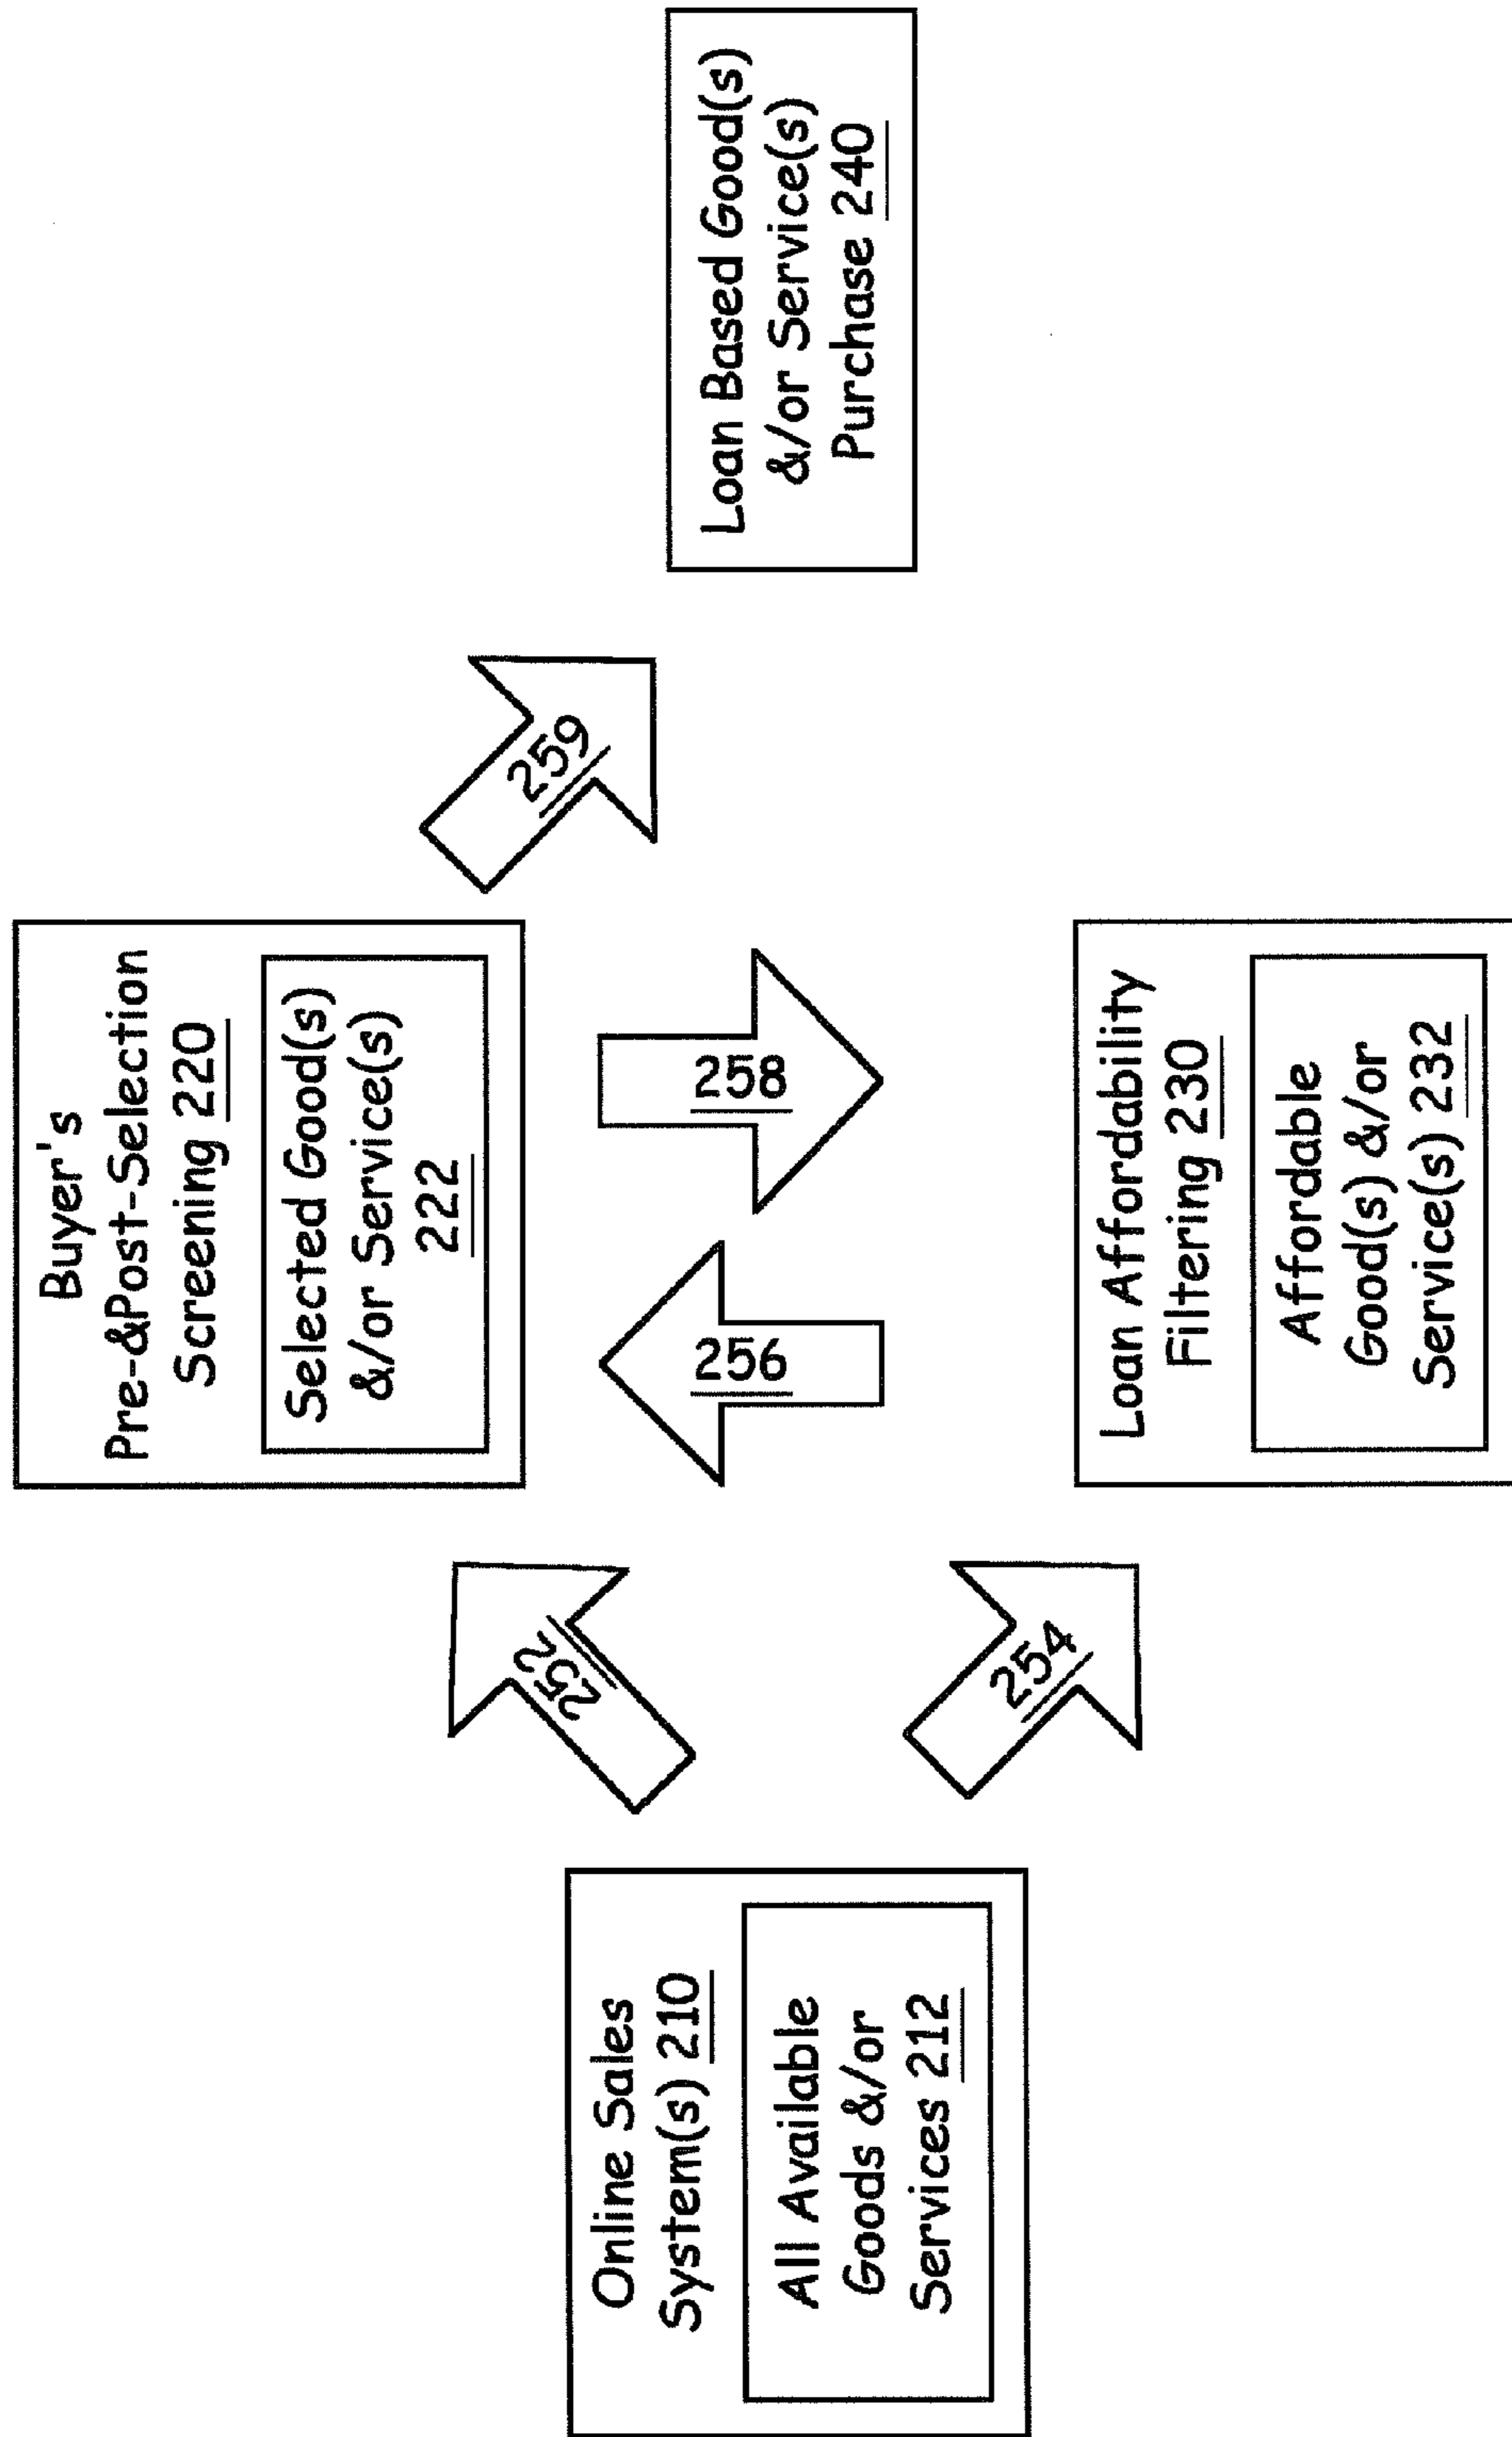 Online Sales
System(s) 210
All Available
Goods &/or
Services 212
252
254
Buyer's
Pre-&Post-Selection
Screening 220
Selected Good(s)
&/or Service(s)
222
256
258
Loan Affordability
Filtering 230
Affordable
Good(s) &/or
Service(s) 232
259
Loan Based Good(s)
&/or Service(s)
Purchase 240